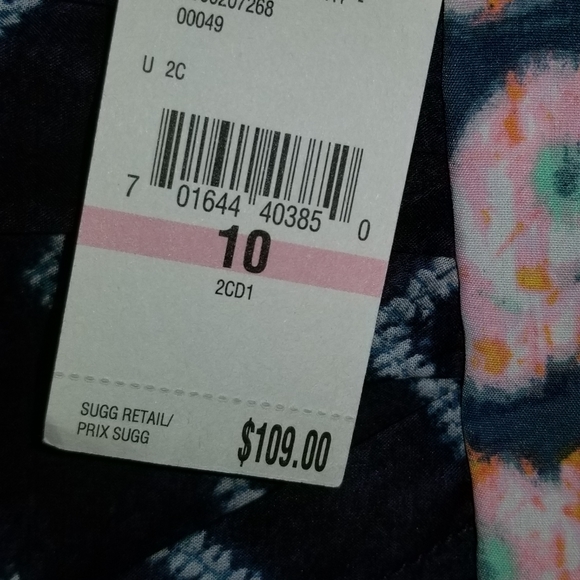 00049
U 2C
7 01644 40385 0
10
2CD1
SUGG RETAIL/
PRIX SUGG
$109.00